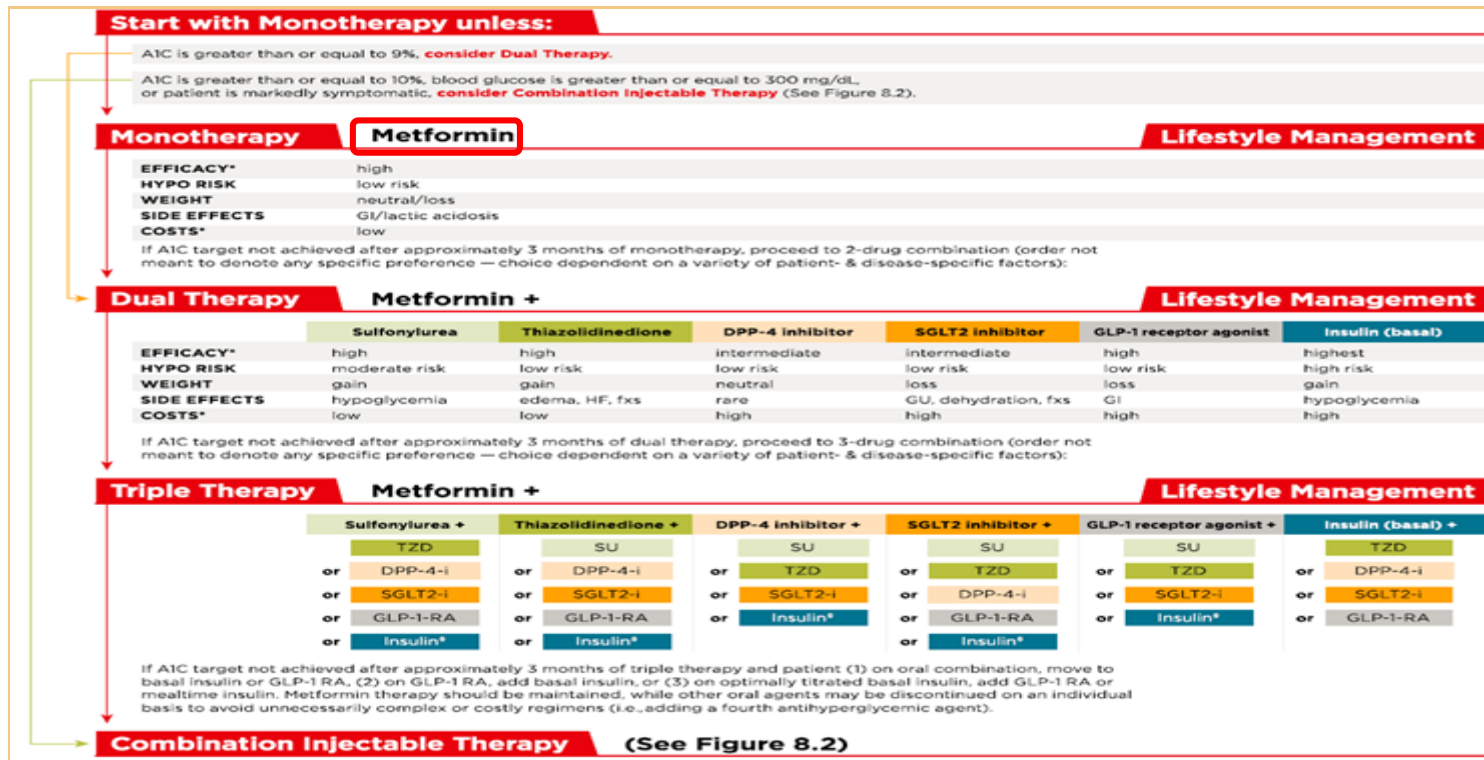 Start with Monotherapy unless:
A1C is greater than or equal to 9%, consider Dual Therapy.
A1C is greater than or equal to 10%, blood glucose is greater than or equal to 300 mg/dL,
or patient is markedly symptomatic, consider Combination Injectable Therapy (See Figure 8.2).
Monotherapy Metformin Lifestyle Management
EFFICACY* high
HYPO RISK low risk
WEIGHT neutral/loss
SIDE EFFECTS GI/lactic acidosis
COSTS* low
If A1C target not achieved after approximately 3 months of monotherapy, proceed to 2-drug combination (order not
meant to denote any specific preference — choice dependent on a variety of patient- & disease-specific factors):
Dual Therapy Metformin + Lifestyle Management
Sulfonylurea Thiazolidinedione DPP-4 inhibitor SGLT2 inhibitor GLP-1 receptor agonist Insulin (basal)
EFFICACY* high high intermediate intermediate high highest
HYPO RISK moderate risk low risk low risk low risk low risk high risk
WEIGHT gain gain neutral loss loss gain
SIDE EFFECTS hypoglycemia edema, HF, fxs rare GU, dehydration, fxs GI hypoglycemia
COSTS* low low high high high high
If A1C target not achieved after approximately 3 months of dual therapy, proceed to 3-drug combination (order not
meant to denote any specific preference — choice dependent on a variety of patient- & disease-specific factors):
Triple Therapy Metformin + Lifestyle Management
Sulfonylurea + Thiazolidinedione + DPP-4 inhibitor + SGLT2 inhibitor + GLP-1 receptor agonist + Insulin (basal) +
TZD SU SU SU SU TZD
or DPP-4-i or DPP-4-i or TZD or TZD or TZD or DPP-4-i
or SGLT2-i or SGLT2-i or SGLT2-i or DPP-4-i or SGLT2-i or SGLT2-i
or GLP-1-RA or GLP-1-RA or Insulin* or GLP-1-RA or Insulin* or GLP-1-RA
or Insulin* or Insulin* or Insulin*
If A1C target not achieved after approximately 3 months of triple therapy and patient (1) on oral combination, move to
basal insulin or GLP-1 RA, (2) on GLP-1 RA, add basal insulin, or (3) on optimally titrated basal insulin, add GLP-1 RA or
mealtime insulin. Metformin therapy should be maintained, while other oral agents may be discontinued on an individual
basis to avoid unnecessarily complex or costly regimens (i.e., adding a fourth antihyperglycemic agent).
Combination Injectable Therapy (See Figure 8.2)